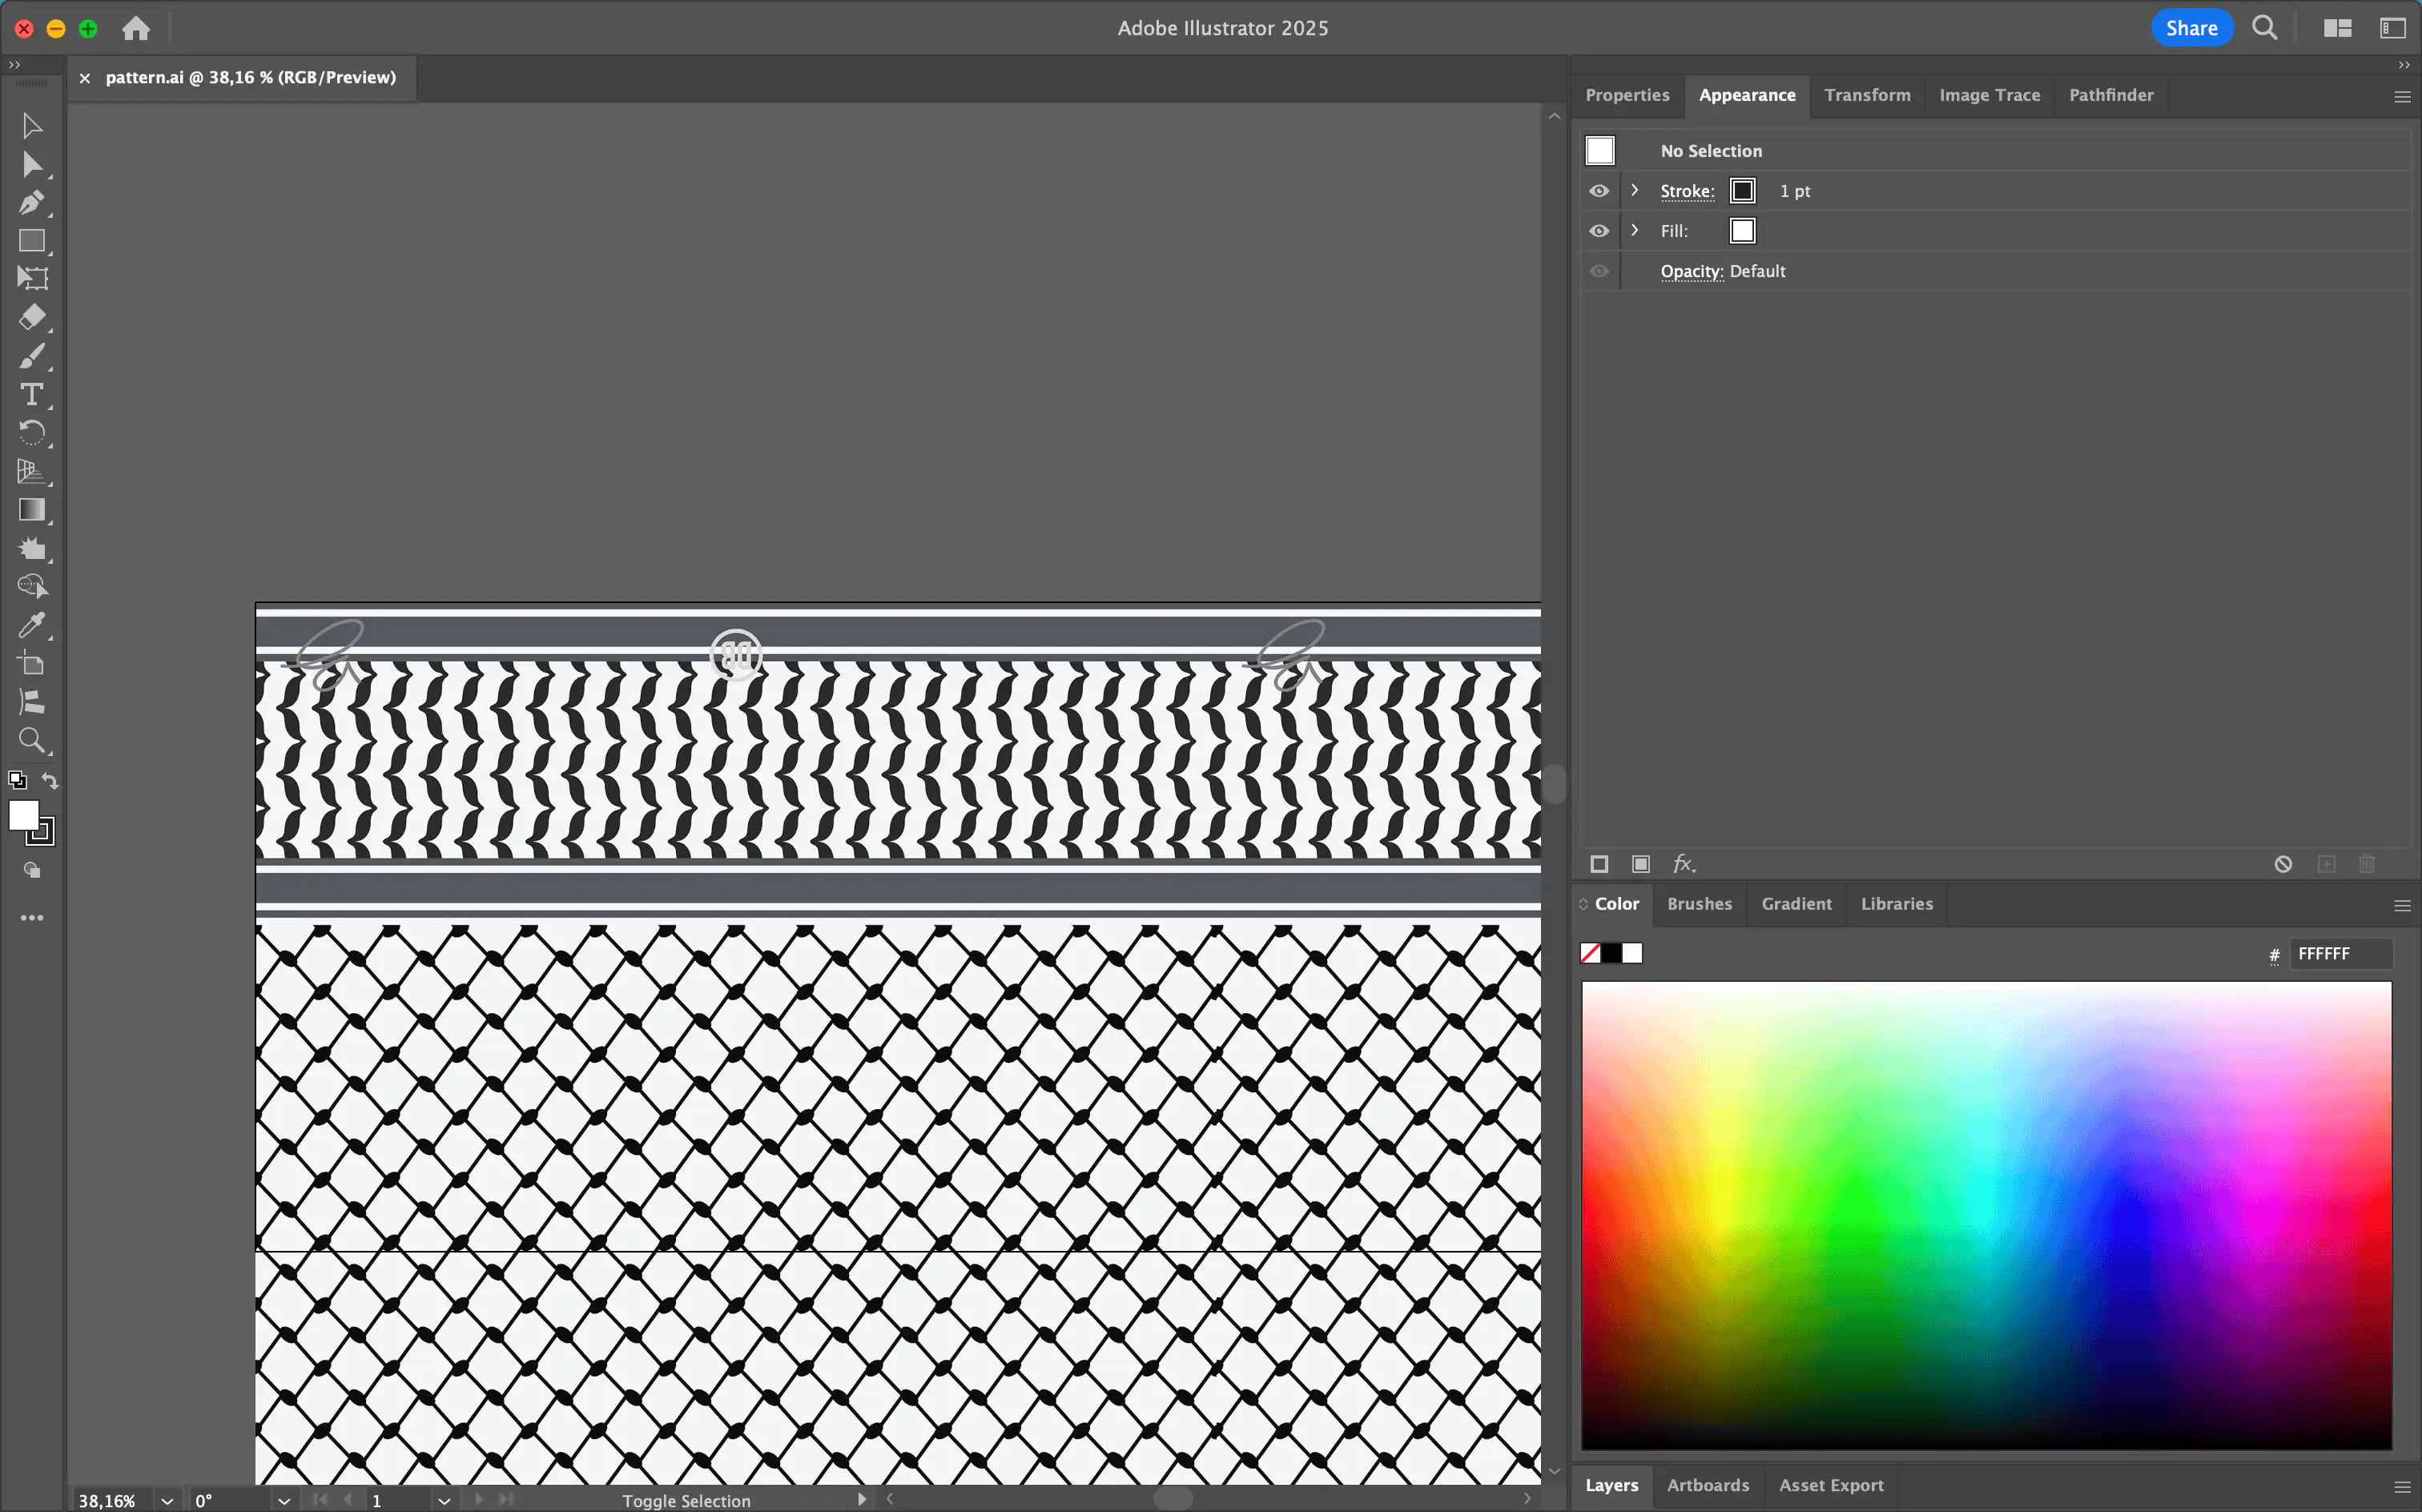 Adobe Illustrator 2025
Share
pattern.ai @ 38,16 % (RGB/Preview)
Properties
Appearance
Transform
Image Trace
Pathfinder
No Selection
Stroke:
1 pt
Fill:
Opacity: Default
fx
Color
Brushes
Gradient
Libraries
# FFFFFF
Layers
Artboards
Asset Export
38,16%
0°
1
Toggle Selection